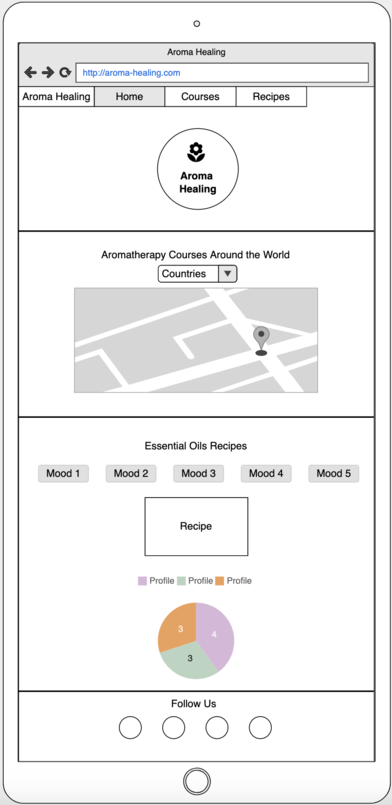 Aroma Healing
http://aroma-healing.com
Aroma Healing Home Courses Recipes
Aroma
Healing
Aromatherapy Courses Around the World
Countries
Essential Oils Recipes
Mood 1 Mood 2 Mood 3 Mood 4 Mood 5
Recipe
Profile Profile Profile
3 4
3
Follow Us